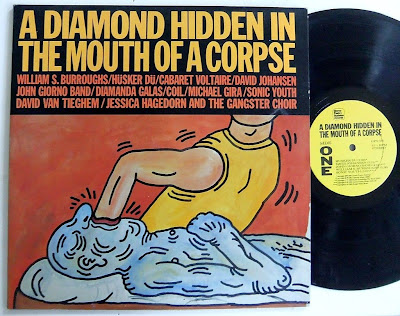 A DIAMOND HIDDEN IN
THE MOUTH OF A CORPSE
WILLIAM S. BURROUGHS/HÜSKER DÜ/CABARET VOLTAIRE/DAVID JOHANSEN
JOHN GIORNO BAND/DIAMANDA GALAS/COIL/MICHAEL GIRA/SONIC YOUTH
DAVID VAN TIEGHEM/JESSICA HAGEDORN AND THE GANGSTER CHOIR
A DIAMOND HIDDEN IN
THE MOUTH OF A CORPSE
SIDE
ONE